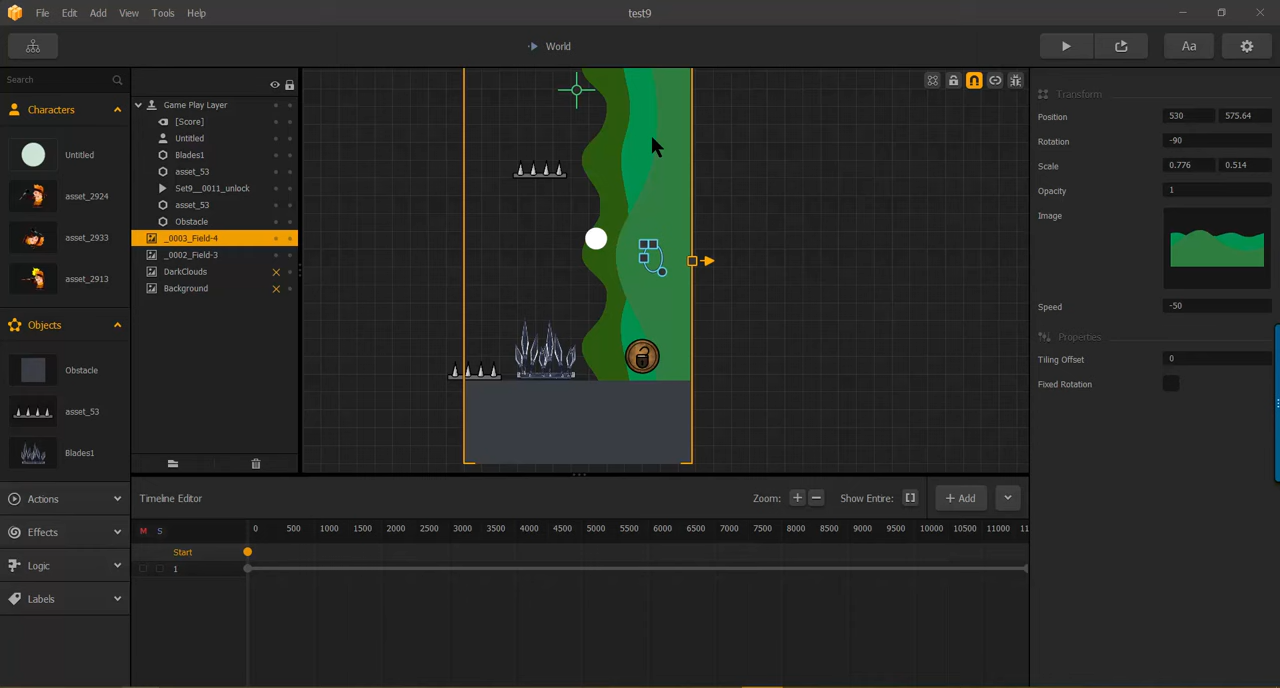 File Edit View Add Tools Help
test9
World
Aa
Search
Characters
Untitled
asset_2924
asset_2933
asset_2913
Objects
Obstacle
asset_53
Blades1
Actions
Effects
Logic
Labels
Game Play Layer
[Score]
Untitled
Blades1
asset_53
Set9__0011_unlock
asset_53
Obstacle
_0003_Field-4
_0002_Field-3
DarkClouds
Background
Transform
Position 530 575.64
Rotation -90
Scale 0.776 0.514
Opacity 1
Image
Speed -50
Properties
Tiling Offset 0
Fixed Rotation
Timeline Editor Zoom: Show Entire: Add
M S 0 500 1000 1500 2000 2500 3000 3500 4000 4500 5000 5500 6000 6500 7000 7500 8000 8500 9000 9500 10000 10500 11000 11
Start
1